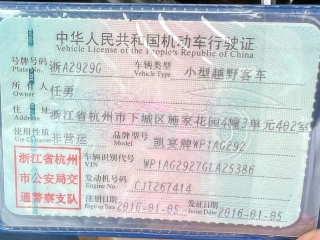 中华人民共和国机动车行驶证
Vehicle License of the People's Republic of China
号牌号码 浙A2929G 车辆类型 小型越野客车
Plate No. Vehicle Type
所有人 任勇
Owner
住址 浙江省杭州市下城区施家花园4幢3单元402室
使用性质 非营运 品牌型号 凯宴牌WP1AG292
Use Character Model
浙江省杭州 车辆识别代号 WP1AG2927GLA25386
VIN
市公安局交 发动机号码 CJT267414
Engine No.
通警察支队 注册日期 2016-01-05 发证日期 2016-01-05
Register Date Issue Date